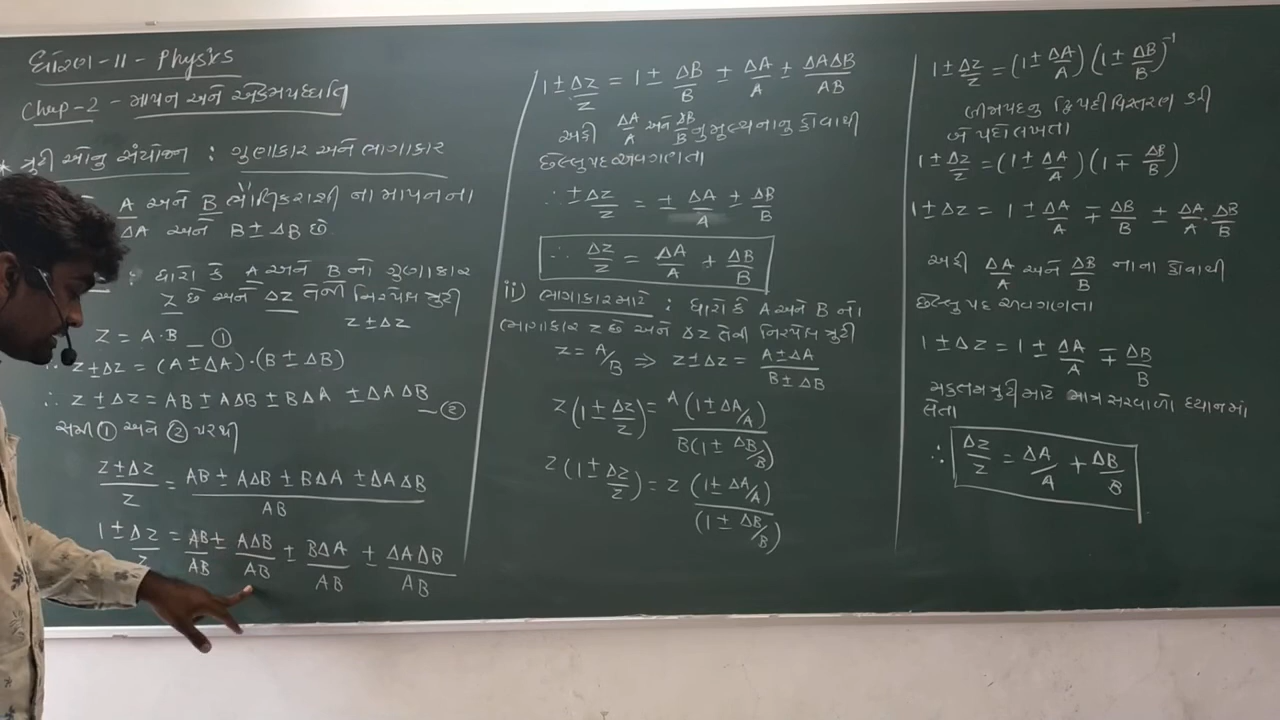 ધોરણ-11 - Physics
Chap-2 - માપન અને એકમપધ્ધતિ
* ત્રુટીઓનુ સંયોજન : ગુણાકાર અને ભાગાકાર
A અને B ભૌતિકરાશી ના માપનના
ΔA અને B ± ΔB છે.
: ધારો કે A અને B નો ગુણાકાર
Z છે અને ΔZ તેની નિરપેક્ષ ત્રુટી
Z ± ΔZ
Z = A·B — ①
∴ Z ± ΔZ = (A ± ΔA)·(B ± ΔB)
∴ Z ± ΔZ = AB ± AΔB ± BΔA ± ΔAΔB — ②
સમી ① અને ② પરથી
(Z ± ΔZ)/Z = (AB ± AΔB ± BΔA ± ΔAΔB)/AB
1 ± ΔZ/Z = AB/AB ± AΔB/AB ± BΔA/AB ± ΔAΔB/AB
1 ± ΔZ/Z = 1 ± ΔB/B ± ΔA/A ± ΔAΔB/AB
અહી ΔA/A અને ΔB/B નુ મુલ્ય નાનુ હોવાથી
છેલ્લુ પદ અવગણતા
∴ ± ΔZ/Z = ± ΔA/A ± ΔB/B
∴ ΔZ/Z = ΔA/A + ΔB/B
ii) ભાગાકાર માટે : ધારો કે A અને B નો
ભાગાકાર Z છે અને ΔZ તેની નિરપેક્ષ ત્રુટી
Z = A/B ⇒ Z ± ΔZ = (A ± ΔA)/(B ± ΔB)
Z(1 ± ΔZ/Z) = A(1 ± ΔA/A)/B(1 ± ΔB/B)
Z(1 ± ΔZ/Z) = Z (1 ± ΔA/A)/(1 ± ΔB/B)
1 ± ΔZ/Z = (1 ± ΔA/A)(1 ± ΔB/B)⁻¹
દ્વિપદી વિસ્તરણ કરી
બે પદો લખતા
1 ± ΔZ/Z = (1 ± ΔA/A)(1 ∓ ΔB/B)
1 ± ΔZ = 1 ± ΔA/A ∓ ΔB/B ± ΔA/A · ΔB/B
અહી ΔA/A અને ΔB/B નાના હોવાથી
છેલ્લુ પદ અવગણતા
1 ± ΔZ = 1 ± ΔA/A ∓ ΔB/B
મહત્તમ ત્રુટી માટે માત્ર સરવાળો ધ્યાનમાં
લેતા
∴ ΔZ/Z = ΔA/A + ΔB/B